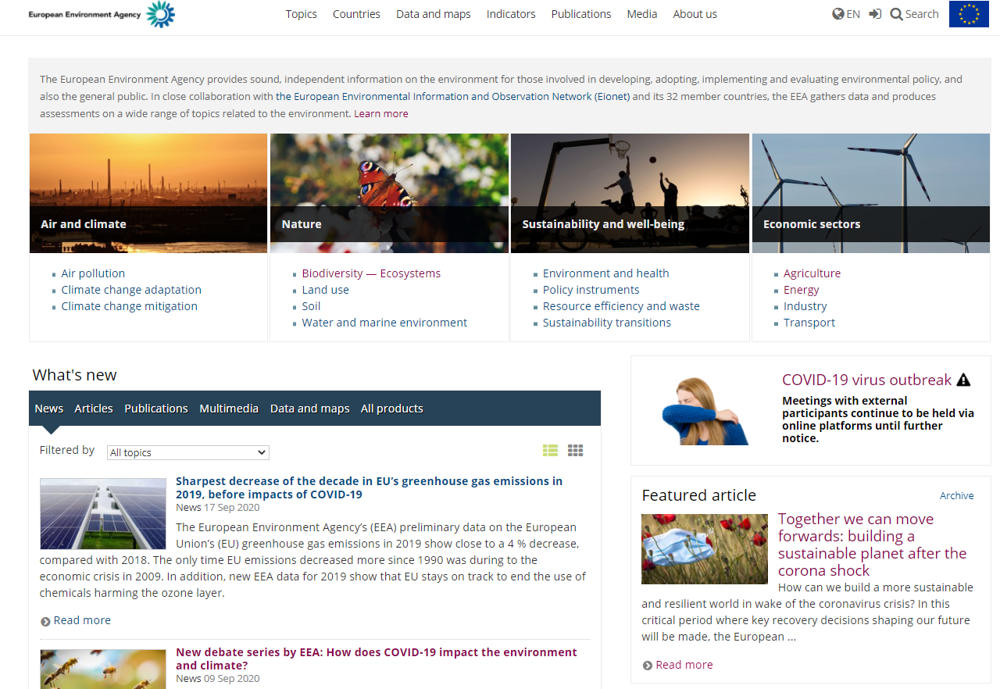 European Environment Agency
Topics Countries Data and maps Indicators Publications Media About us
EN Search
The European Environment Agency provides sound, independent information on the environment for those involved in developing, adopting, implementing and evaluating environmental policy, and
also the general public. In close collaboration with the European Environmental Information and Observation Network (Eionet) and its 32 member countries, the EEA gathers data and produces
assessments on a wide range of topics related to the environment. Learn more
Air and climate
Air pollution
Climate change adaptation
Climate change mitigation
Nature
Biodiversity — Ecosystems
Land use
Soil
Water and marine environment
Sustainability and well-being
Environment and health
Policy instruments
Resource efficiency and waste
Sustainability transitions
Economic sectors
Agriculture
Energy
Industry
Transport
What's new
News Articles Publications Multimedia Data and maps All products
Filtered by All topics
Sharpest decrease of the decade in EU’s greenhouse gas emissions in
2019, before impacts of COVID-19
News 17 Sep 2020
The European Environment Agency’s (EEA) preliminary data on the European
Union’s (EU) greenhouse gas emissions in 2019 show close to a 4 % decrease,
compared with 2018. The only time EU emissions decreased more since 1990 was during to the
economic crisis in 2009. In addition, new EEA data for 2019 show that EU stays on track to end the use of
chemicals harming the ozone layer.
Read more
New debate series by EEA: How does COVID-19 impact the environment
and climate?
News 09 Sep 2020
COVID-19 virus outbreak
Meetings with external
participants continue to be held via
online platforms until further
notice.
Featured article Archive
Together we can move
forwards: building a
sustainable planet after the
corona shock
How can we build a more sustainable
and resilient world in wake of the coronavirus crisis? In this
critical period where key recovery decisions shaping our future
will be made, the European ...
Read more